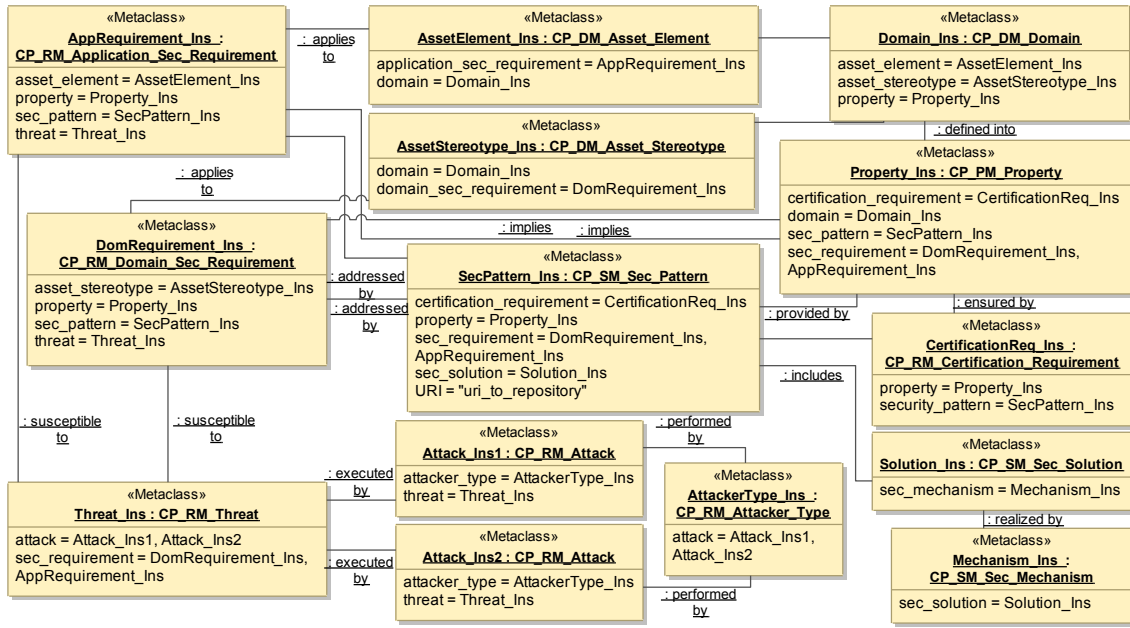 «Metaclass»
AppRequirement_Ins :
CP_RM_Application_Sec_Requirement
asset_element = AssetElement_Ins
property = Property_Ins
sec_pattern = SecPattern_Ins
threat = Threat_Ins
: applies
to
«Metaclass»
AssetElement_Ins : CP_DM_Asset_Element
application_sec_requirement = AppRequirement_Ins
domain = Domain_Ins
«Metaclass»
Domain_Ins : CP_DM_Domain
asset_element = AssetElement_Ins
asset_stereotype = AssetStereotype_Ins
property = Property_Ins
«Metaclass»
AssetStereotype_Ins : CP_DM_Asset_Stereotype
domain = Domain_Ins
domain_sec_requirement = DomRequirement_Ins
: defined into
: applies
to
«Metaclass»
Property_Ins : CP_PM_Property
certification_requirement = CertificationReq_Ins
domain = Domain_Ins
sec_pattern = SecPattern_Ins
sec_requirement = DomRequirement_Ins,
AppRequirement_Ins
«Metaclass»
DomRequirement_Ins :
CP_RM_Domain_Sec_Requirement
asset_stereotype = AssetStereotype_Ins
property = Property_Ins
sec_pattern = SecPattern_Ins
threat = Threat_Ins
: implies
: implies
: addressed
by
: addressed
by
«Metaclass»
SecPattern_Ins : CP_SM_Sec_Pattern
certification_requirement = CertificationReq_Ins
property = Property_Ins
sec_requirement = DomRequirement_Ins,
AppRequirement_Ins
sec_solution = Solution_Ins
URI = "uri_to_repository"
: provided by
: ensured by
«Metaclass»
CertificationReq_Ins :
CP_RM_Certification_Requirement
property = Property_Ins
security_pattern = SecPattern_Ins
: includes
: susceptible
to
: susceptible
to
«Metaclass»
Attack_Ins1 : CP_RM_Attack
attacker_type = AttackerType_Ins
threat = Threat_Ins
: performed
by
«Metaclass»
Solution_Ins : CP_SM_Sec_Solution
sec_mechanism = Mechanism_Ins
: executed
by
«Metaclass»
AttackerType_Ins :
CP_RM_Attacker_Type
attack = Attack_Ins1,
Attack_Ins2
«Metaclass»
Threat_Ins : CP_RM_Threat
attack = Attack_Ins1, Attack_Ins2
sec_requirement = DomRequirement_Ins,
AppRequirement_Ins
: realized by
: executed
by
«Metaclass»
Attack_Ins2 : CP_RM_Attack
attacker_type = AttackerType_Ins
threat = Threat_Ins
: performed
by
«Metaclass»
Mechanism_Ins :
CP_SM_Sec_Mechanism
sec_solution = Solution_Ins